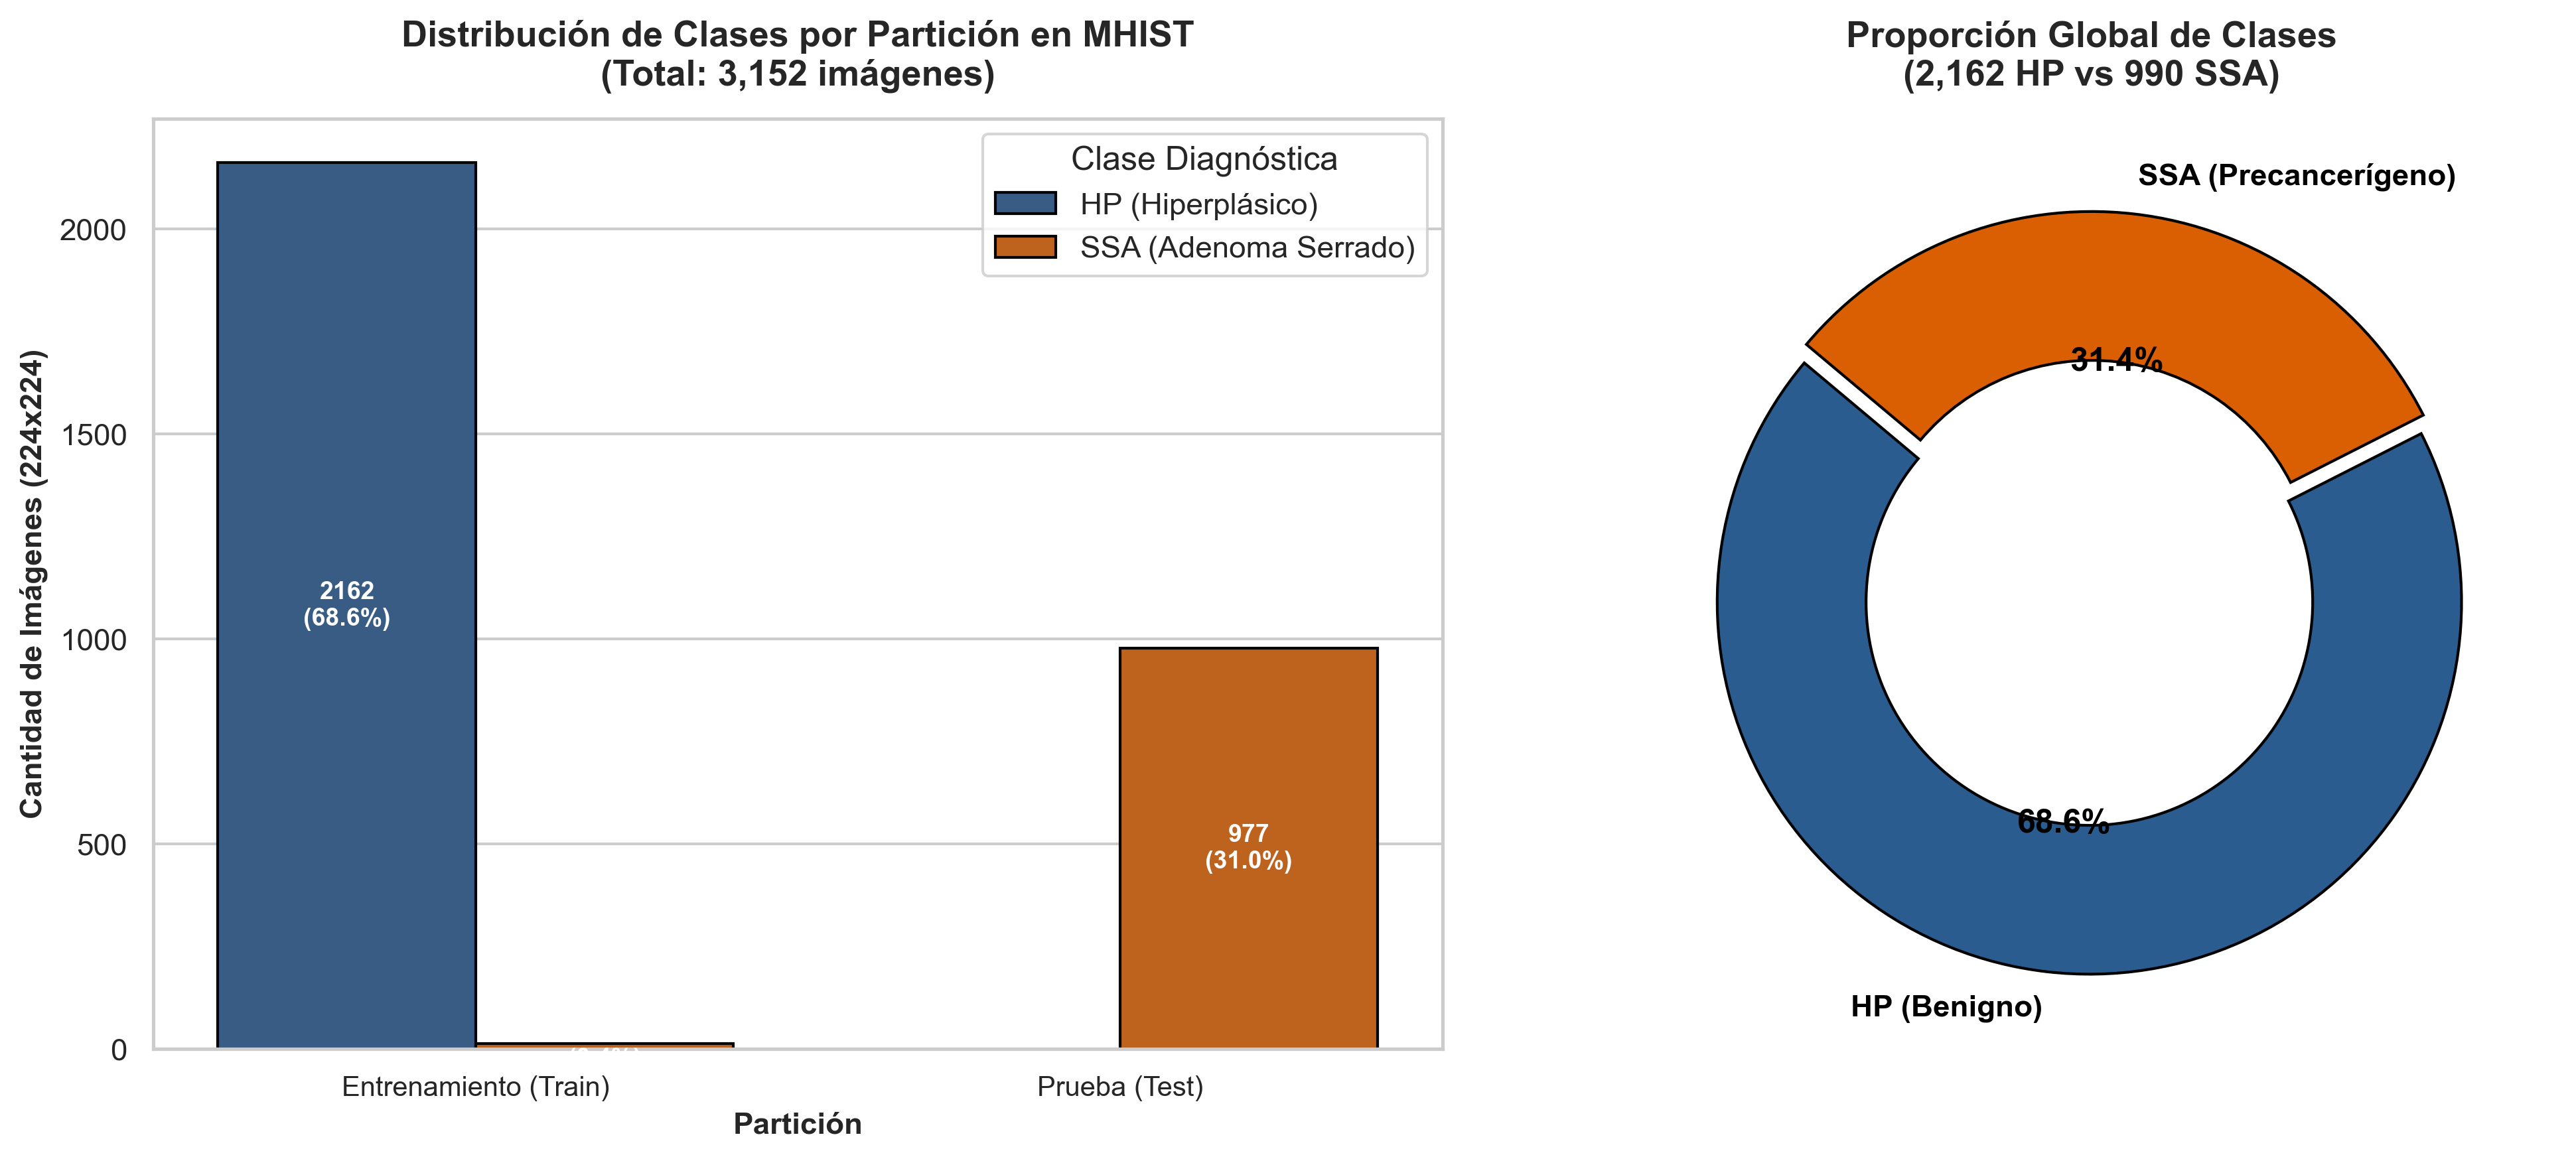 Distribución de Clases por Partición en MHIST
(Total: 3,152 imágenes)
Cantidad de Imágenes (224x224)
2000
1500
1000
500
0
Clase Diagnóstica
HP (Hiperplásico)
SSA (Adenoma Serrado)
2162
(68.6%)
977
(31.0%)
Entrenamiento (Train)
Prueba (Test)
Partición
Proporción Global de Clases
(2,162 HP vs 990 SSA)
SSA (Precancerígeno)
31.4%
68.6%
HP (Benigno)